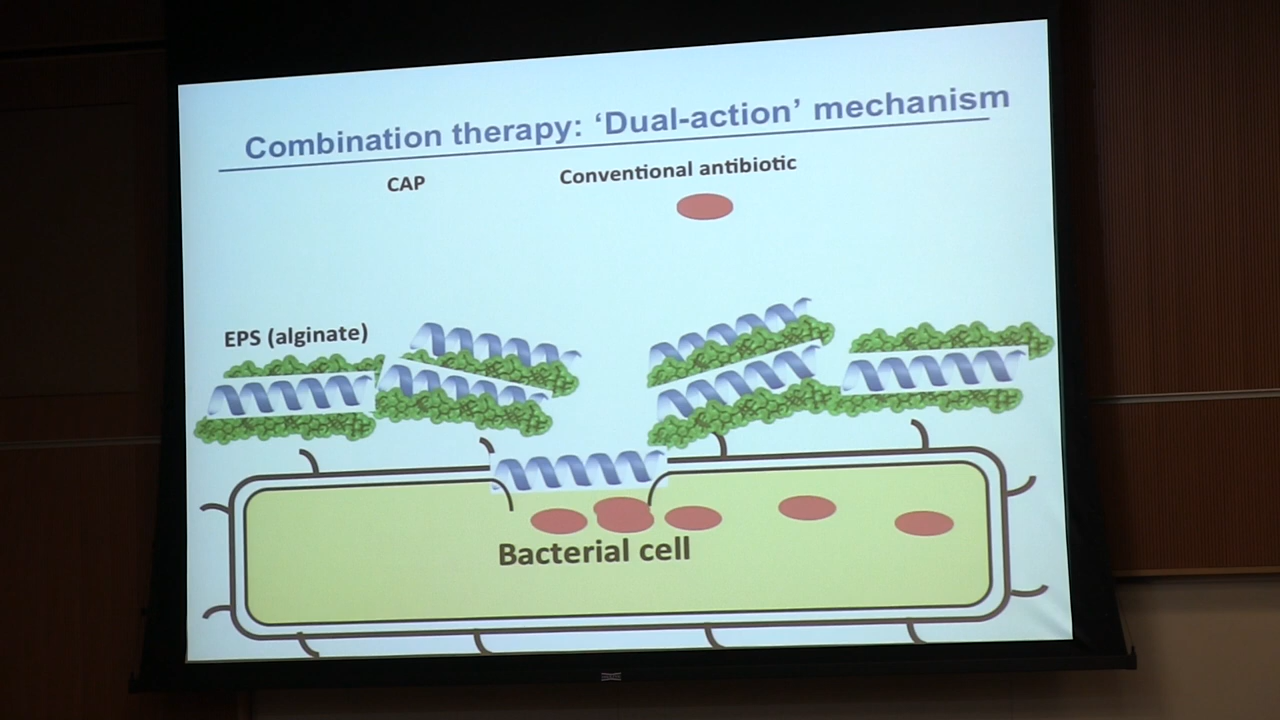 Combination therapy: ‘Dual-action’ mechanism
CAP
Conventional antibiotic
EPS (alginate)
Bacterial cell